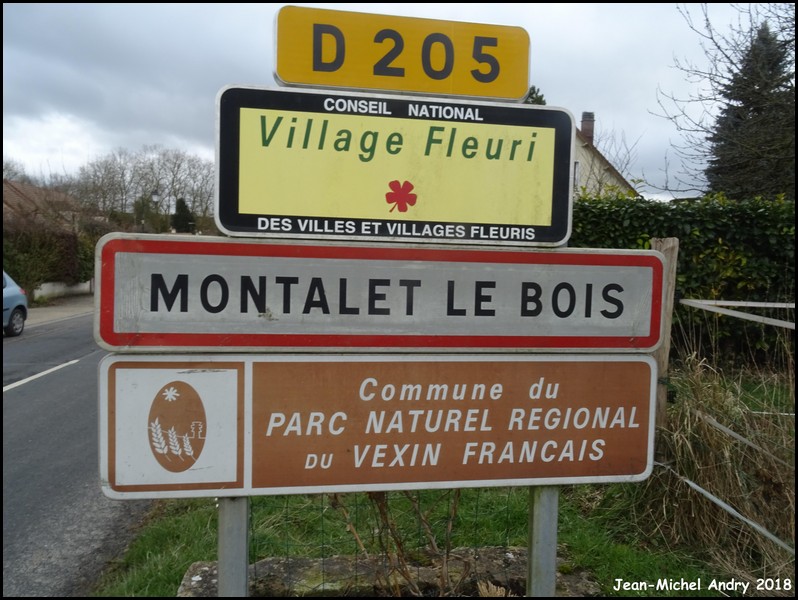 D 205
CONSEIL NATIONAL
Village Fleuri
DES VILLES ET VILLAGES FLEURIS
MONTALET LE BOIS
Commune du
PARC NATUREL REGIONAL
DU VEXIN FRANCAIS
Jean-Michel Andry 2018